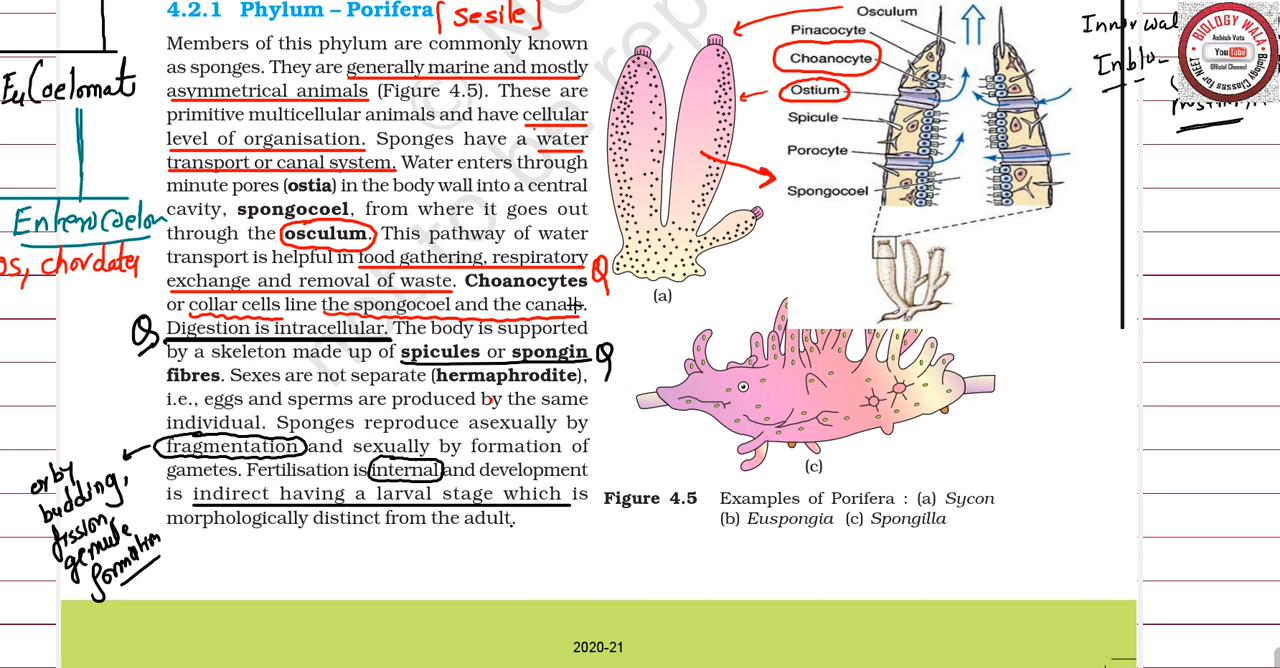 4.2.1 Phylum – Porifera [sesile]
Members of this phylum are commonly known
as sponges. They are generally marine and mostly
asymmetrical animals (Figure 4.5). These are
primitive multicellular animals and have cellular
level of organisation. Sponges have a water
transport or canal system. Water enters through
minute pores (ostia) in the body wall into a central
cavity, spongocoel, from where it goes out
through the osculum. This pathway of water
transport is helpful in food gathering, respiratory
exchange and removal of waste. Choanocytes
or collar cells line the spongocoel and the canals.
Digestion is intracellular. The body is supported
by a skeleton made up of spicules or spongin
fibres. Sexes are not separate (hermaphrodite),
i.e., eggs and sperms are produced by the same
individual. Sponges reproduce asexually by
fragmentation and sexually by formation of
gametes. Fertilisation is internal and development
is indirect having a larval stage which is
morphologically distinct from the adult.
Eu Coelomat
Enterocoelom
os, chordates
Q
Q
Q
or by
budding,
fission,
gemule
formation
Osculum
Pinacocyte
Choanocyte
Ostium
Spicule
Porocyte
Spongocoel
(a)
(c)
Figure 4.5 Examples of Porifera : (a) Sycon
(b) Euspongia (c) Spongilla
Inner wal
BIOLOGY WALL
Ashish Vats
YouTube
Official Channel
Biology Classes for NEET
2020-21